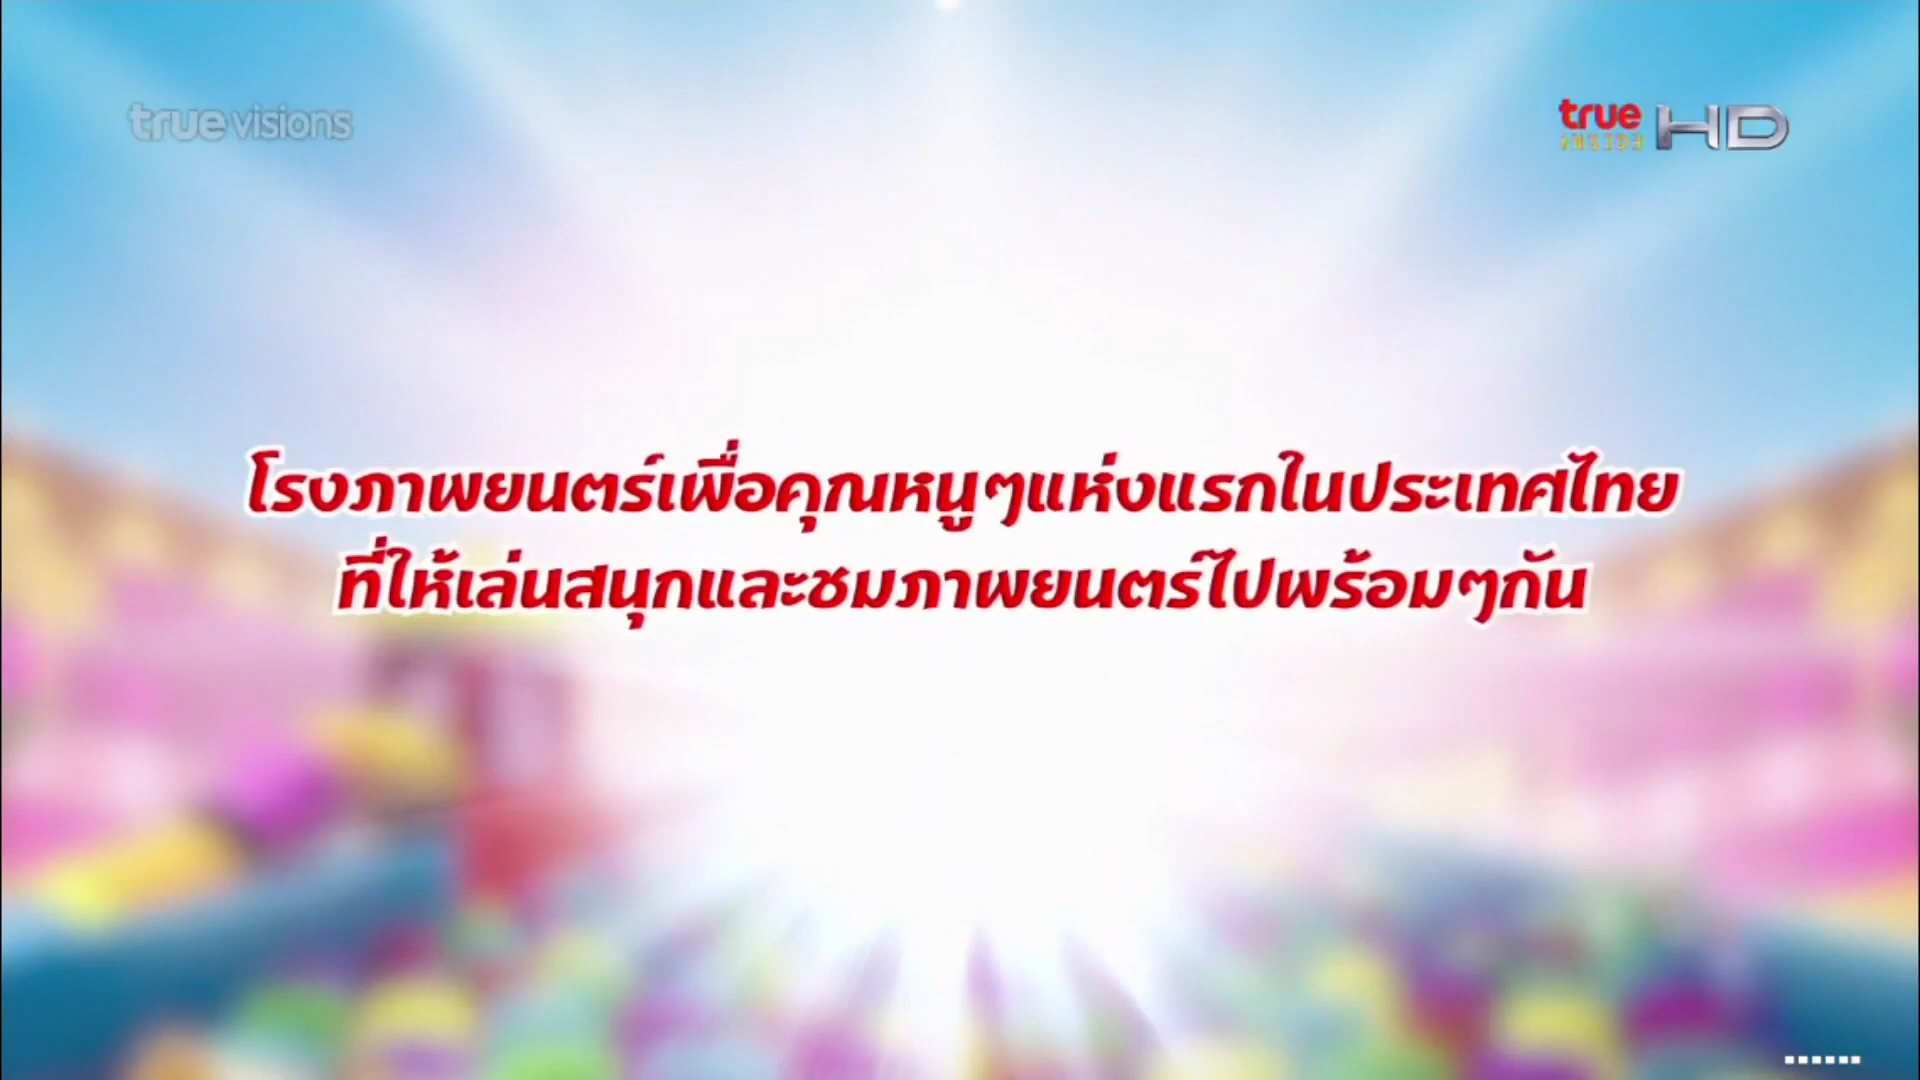 true visions
true INSIDE HD
โรงภาพยนตร์เพื่อคุณหนูๆแห่งแรกในประเทศไทย
ที่ให้เล่นสนุกและชมภาพยนตร์ไปพร้อมๆกัน